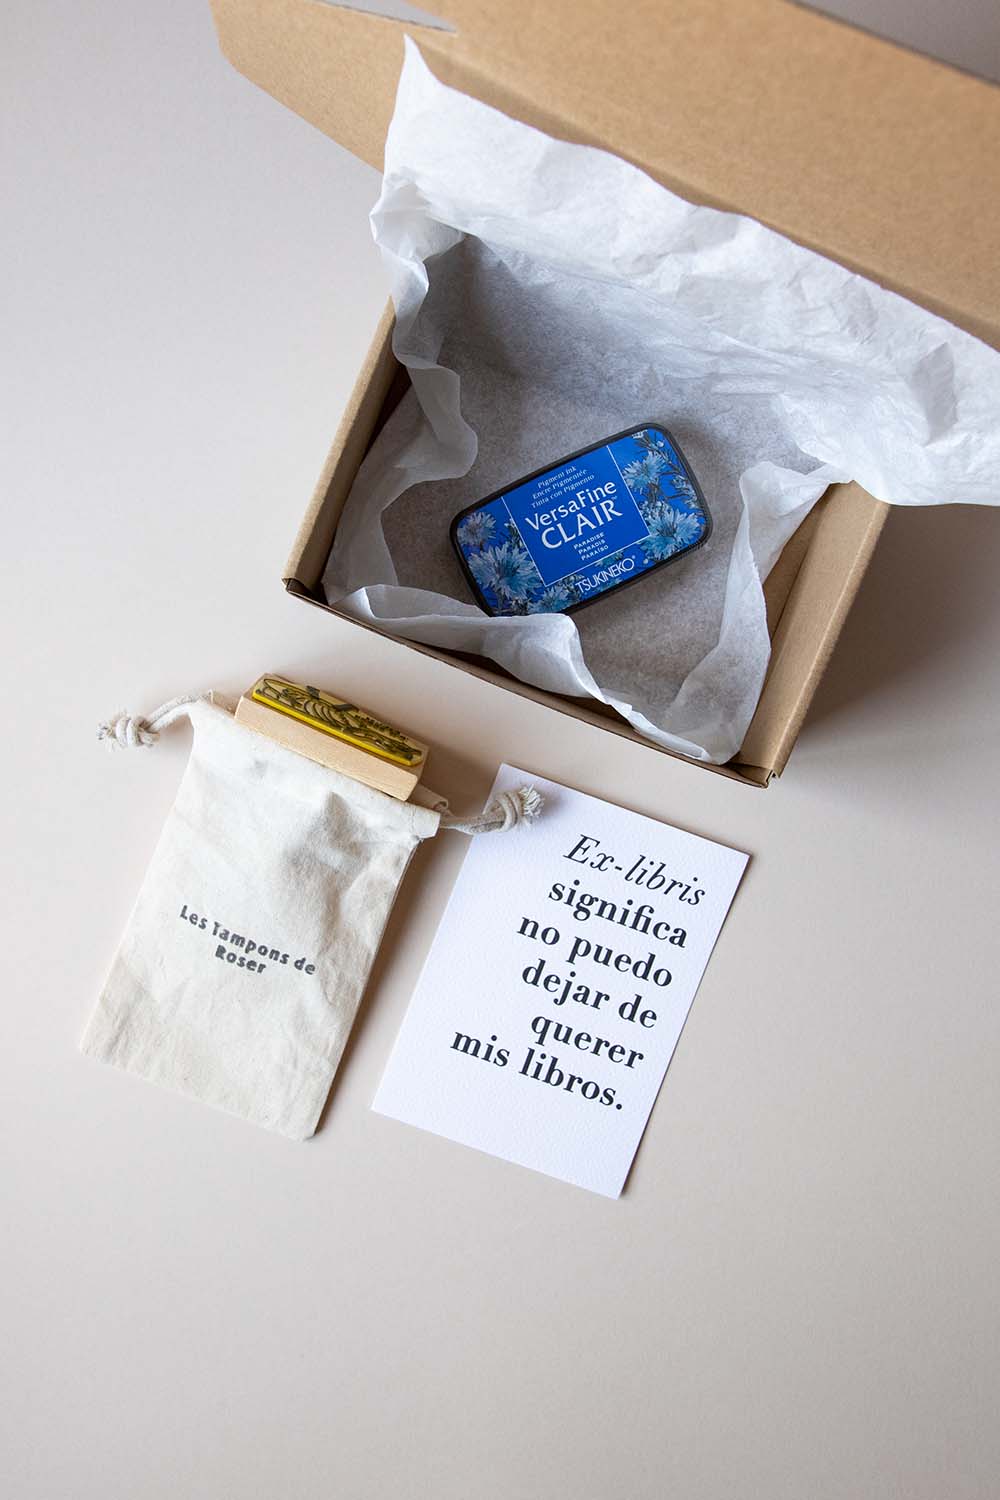 Pigment Ink
Encre Pigmentée
Tinta con Pigmento
VersaFine
CLAIR®
PARADISE
PARADIS
PARAÍSO
TSUKINEKO®
Les Tampons de
Roser
Ex-libris
significa
no puedo
dejar de
querer
mis libros.